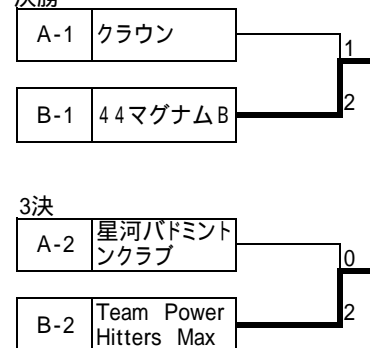 決勝
A-1 クラウン
1
B-1 44マグナムB
2
3決
A-2 星河バドミント
ンクラブ
0
B-2 Team Power
Hitters Max
2